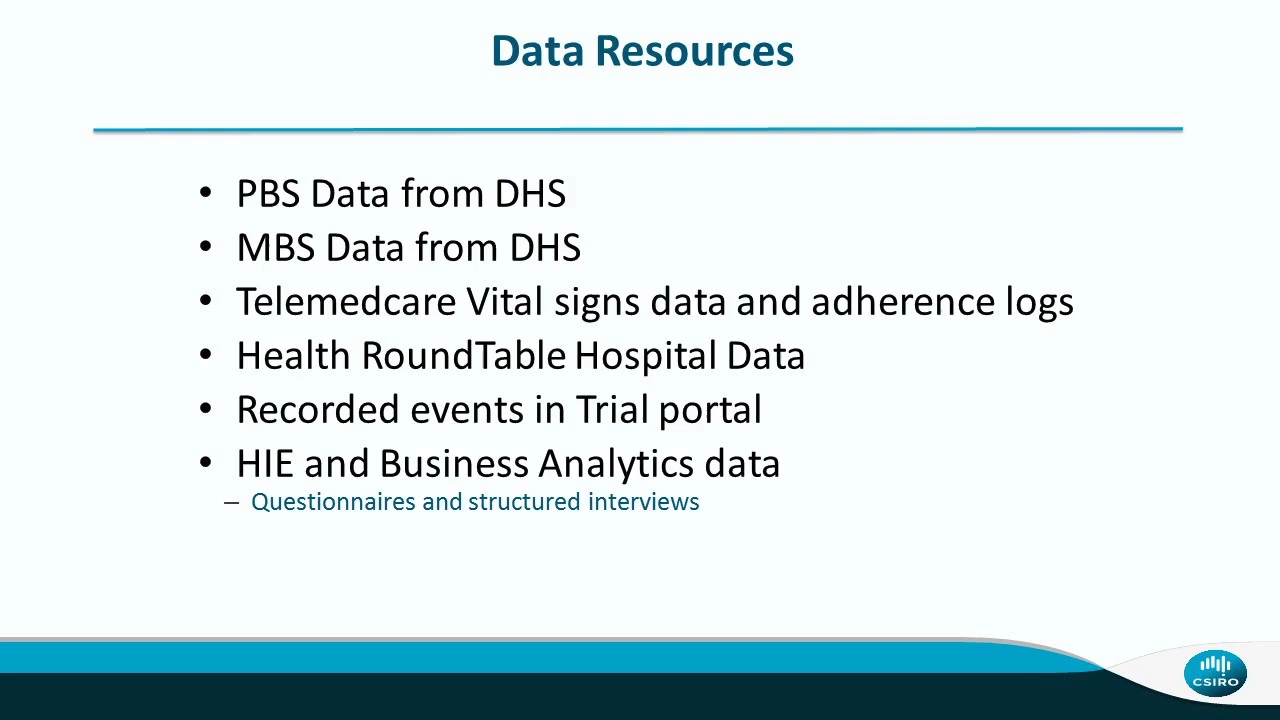 Data Resources
• PBS Data from DHS
• MBS Data from DHS
• Telemedcare Vital signs data and adherence logs
• Health RoundTable Hospital Data
• Recorded events in Trial portal
• HIE and Business Analytics data
– Questionnaires and structured interviews
CSIRO